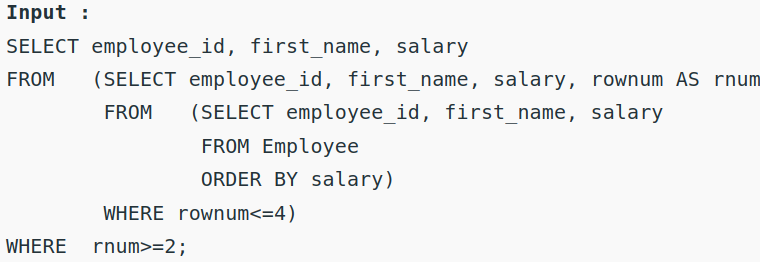 Input :
SELECT employee_id, first_name, salary
FROM   (SELECT employee_id, first_name, salary, rownum AS rnum
        FROM   (SELECT employee_id, first_name, salary
                FROM Employee
                ORDER BY salary)
        WHERE rownum<=4)
WHERE  rnum>=2;